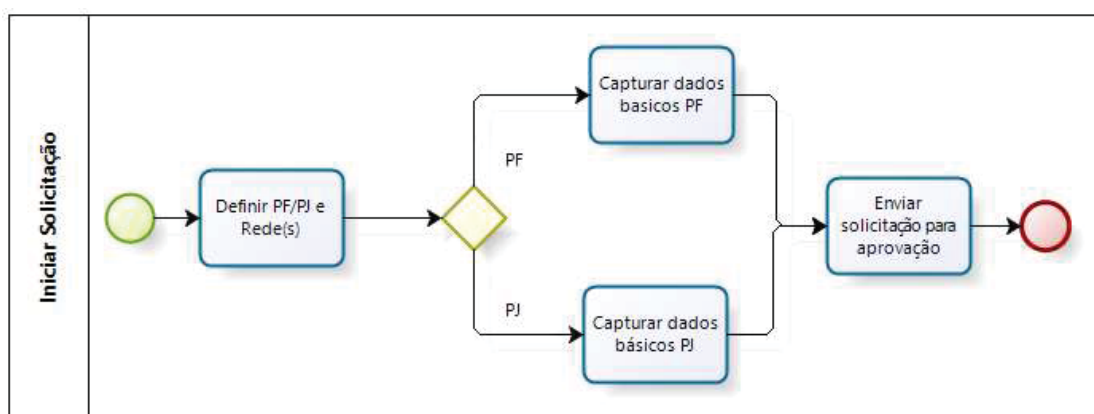 Iniciar Solicitação
Definir PF/PJ e
Rede(s)
PF
PJ
Capturar dados
basicos PF
Capturar dados
básicos PJ
Enviar
solicitação para
aprovação